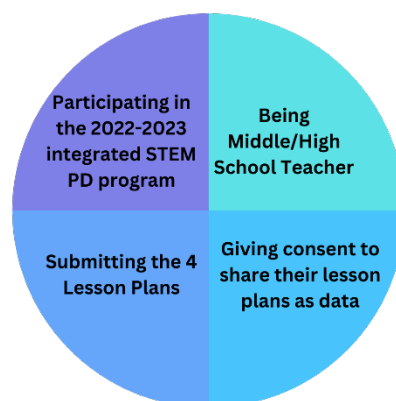 Participating in
the 2022-2023
integrated STEM
PD program
Being
Middle/High
School Teacher
Submitting the 4
Lesson Plans
Giving consent to
share their lesson
plans as data